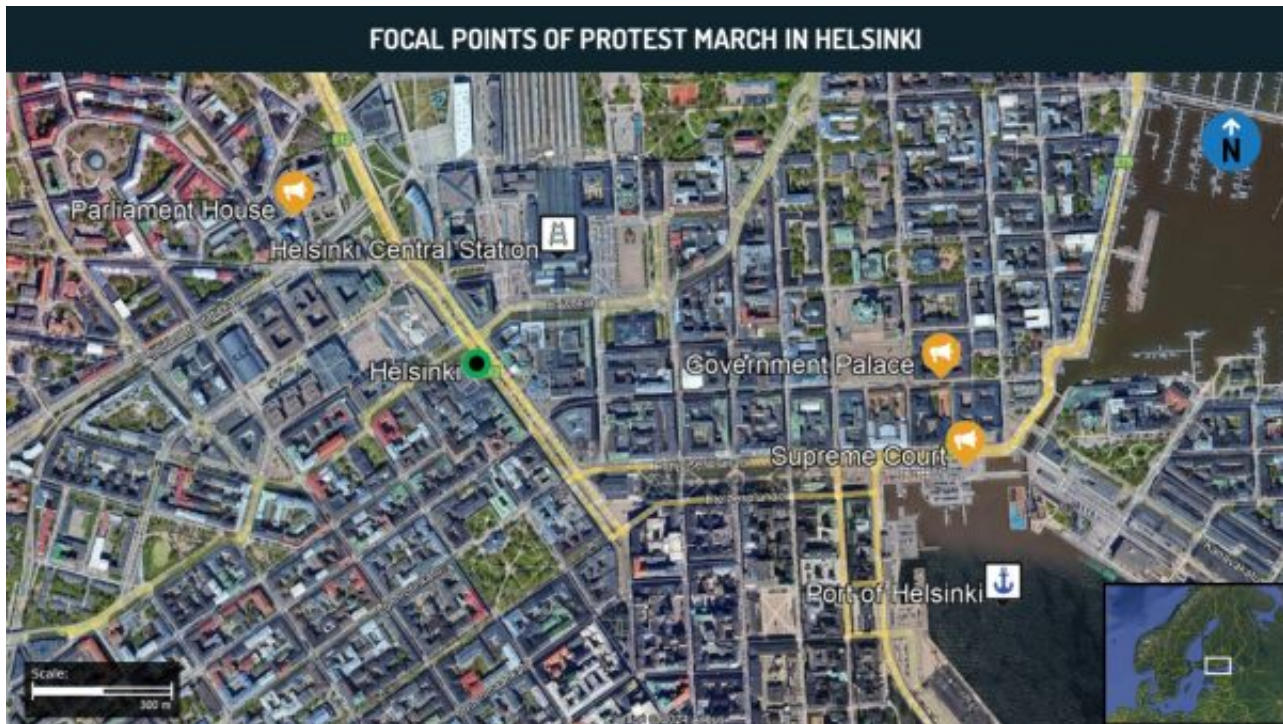 FOCAL POINTS OF PROTEST MARCH IN HELSINKI
N
Parliament House
Helsinki Central Station
Helsinki
Government Palace
Supreme Court
Port of Helsinki
Scale:
300 m